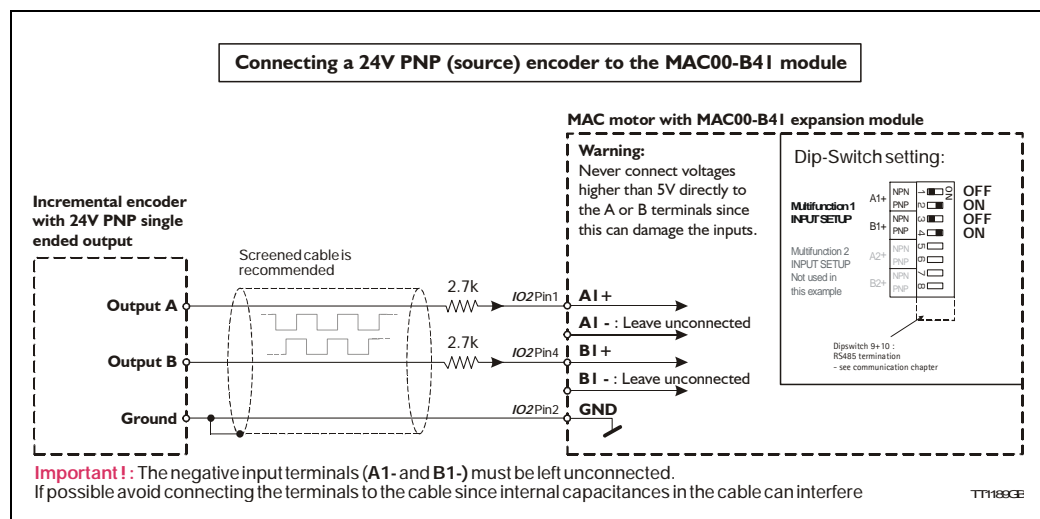 Connecting a 24V PNP (source) encoder to the MAC00-B41 module
MAC motor with MAC00-B41 expansion module
Warning:
Never connect voltages
higher than 5V directly to
the A or B terminals since
this can damage the inputs.
Dip-Switch setting:
Multifunction 1
INPUT SETUP
A1+
NPN
PNP
B1+
NPN
PNP
Multifunction 2
INPUT SETUP
Not used in
this example
A2+
NPN
PNP
B2+
NPN
PNP
1
2
3
4
5
6
7
8
ON
OFF
ON
OFF
ON
Dipswitch 9+10 :
RS485 termination
- see communication chapter
Incremental encoder
with 24V PNP single
ended output
Screened cable is
recommended
Output A
2.7k
IO2 Pin1
A1+
A1- : Leave unconnected
Output B
2.7k
IO2 Pin4
B1+
B1- : Leave unconnected
Ground
IO2 Pin2
GND
Important! : The negative input terminals (A1- and B1-) must be left unconnected.
If possible avoid connecting the terminals to the cable since internal capacitances in the cable can interfere
TT1189GB